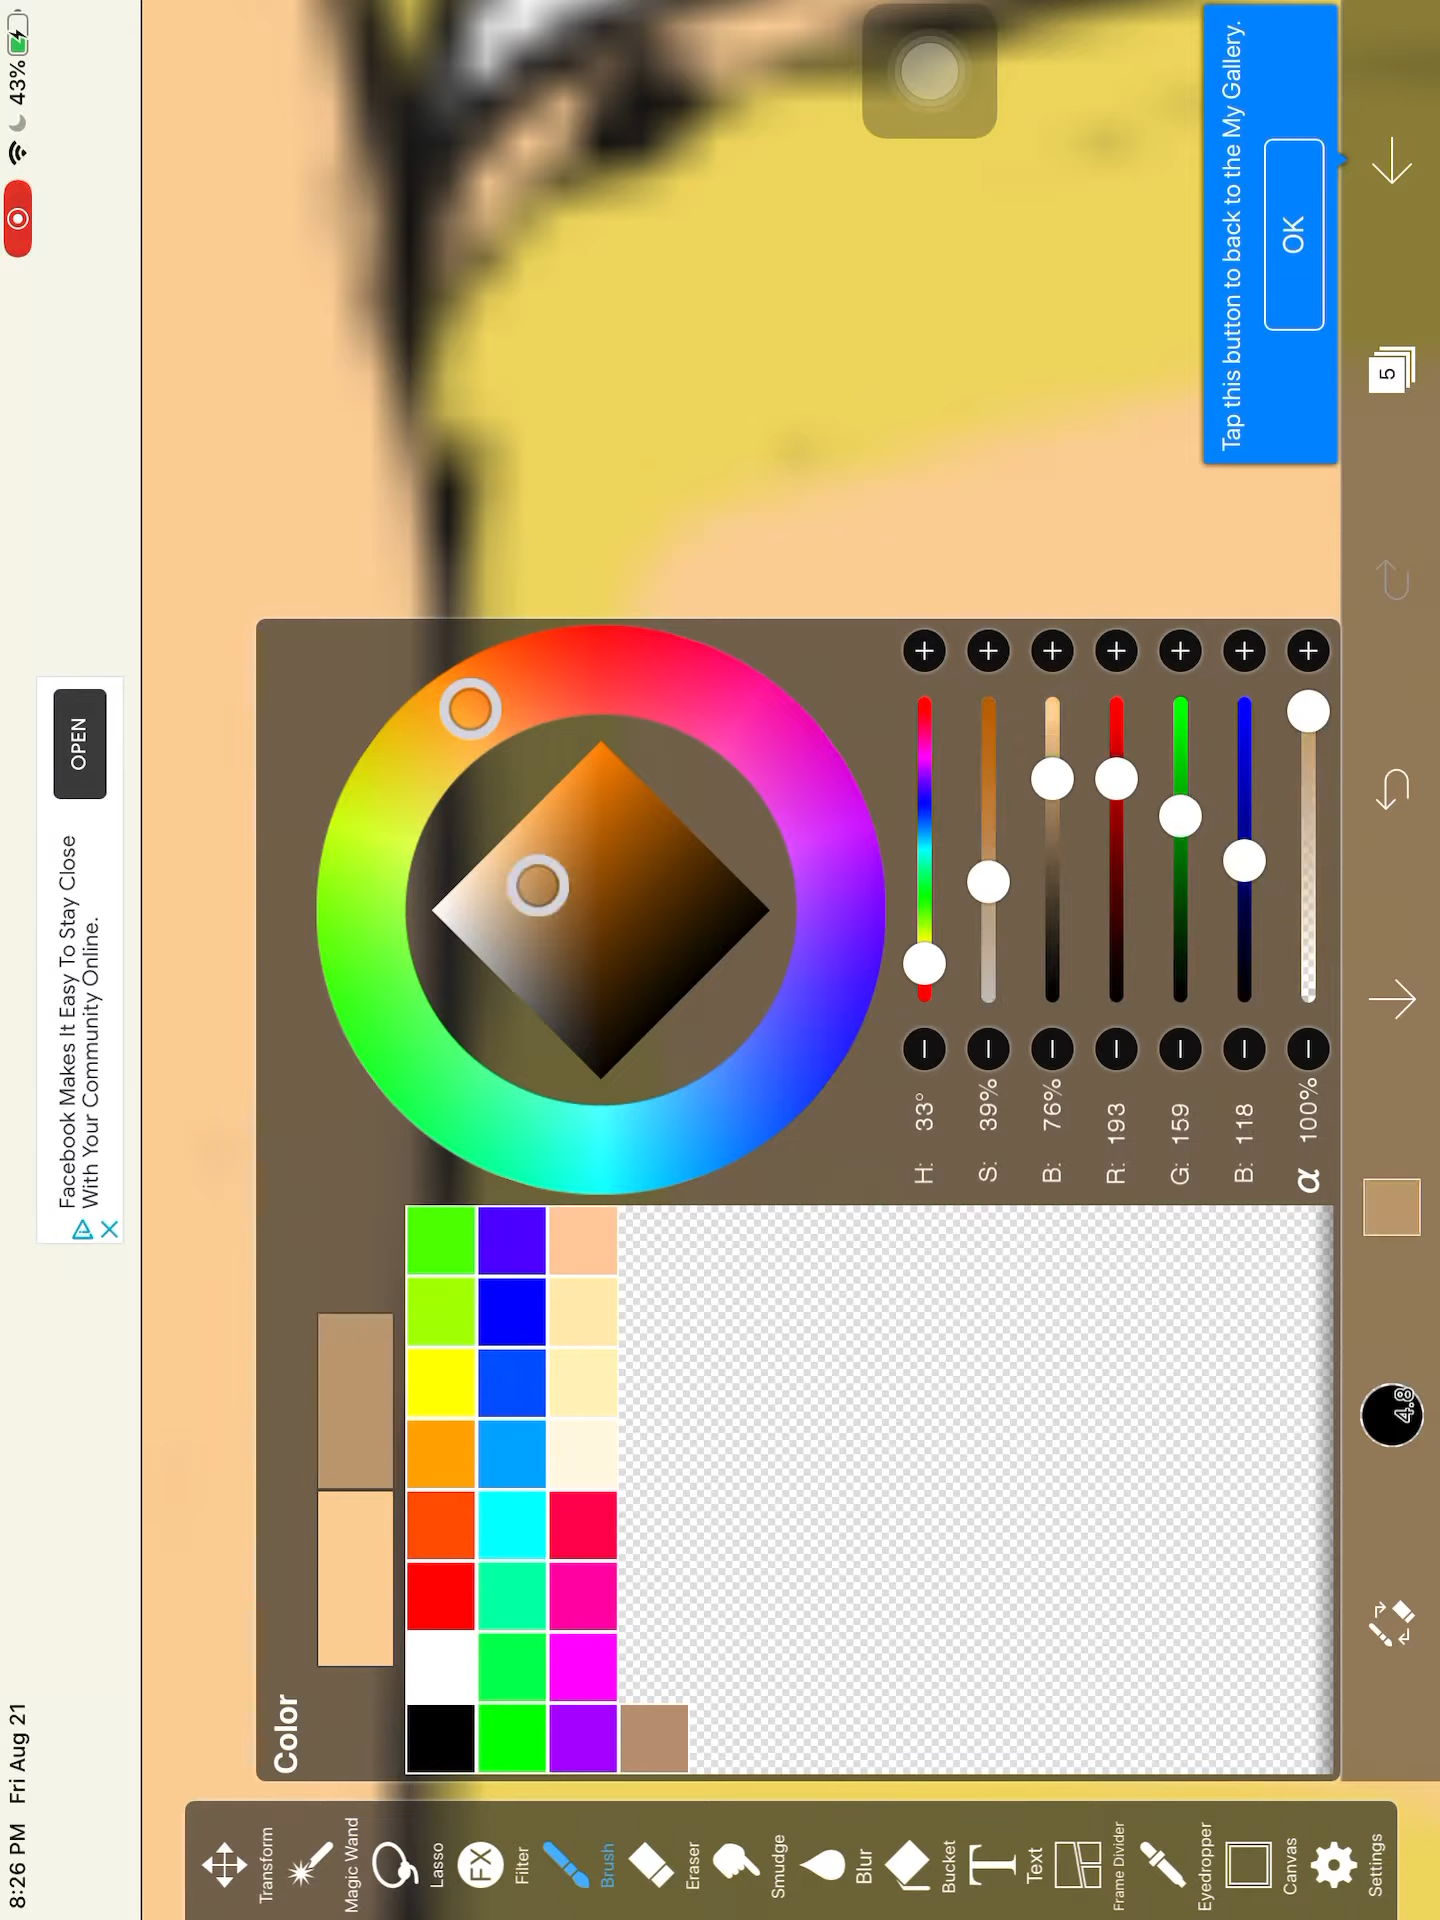 8:26 PM Fri Aug 21
43%
Facebook Makes It Easy To Stay Close
With Your Community Online.
OPEN
Transform
Magic Wand
Lasso
FX
Filter
Brush
Eraser
Smudge
Blur
Bucket
T
Text
Frame Divider
Eyedropper
Canvas
Settings
Color
H: 33°
S: 39%
B: 76%
R: 193
G: 159
B: 118
α 100%
Tap this button to back to the My Gallery.
OK
4.8
5